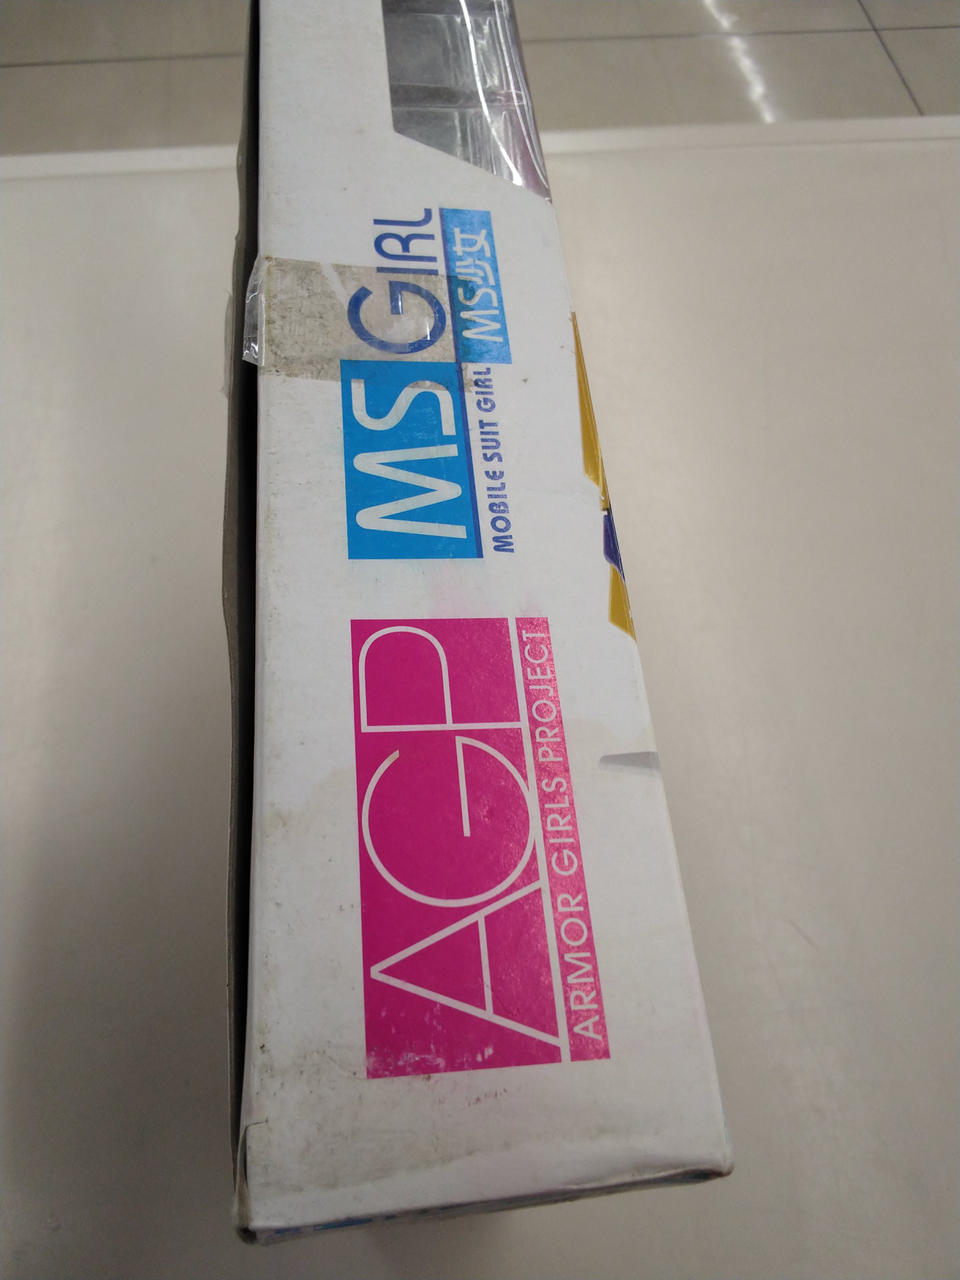 AGP
ARMOR GIRLS PROJECT
MS GIRL
MOBILE SUIT GIRL MS少女